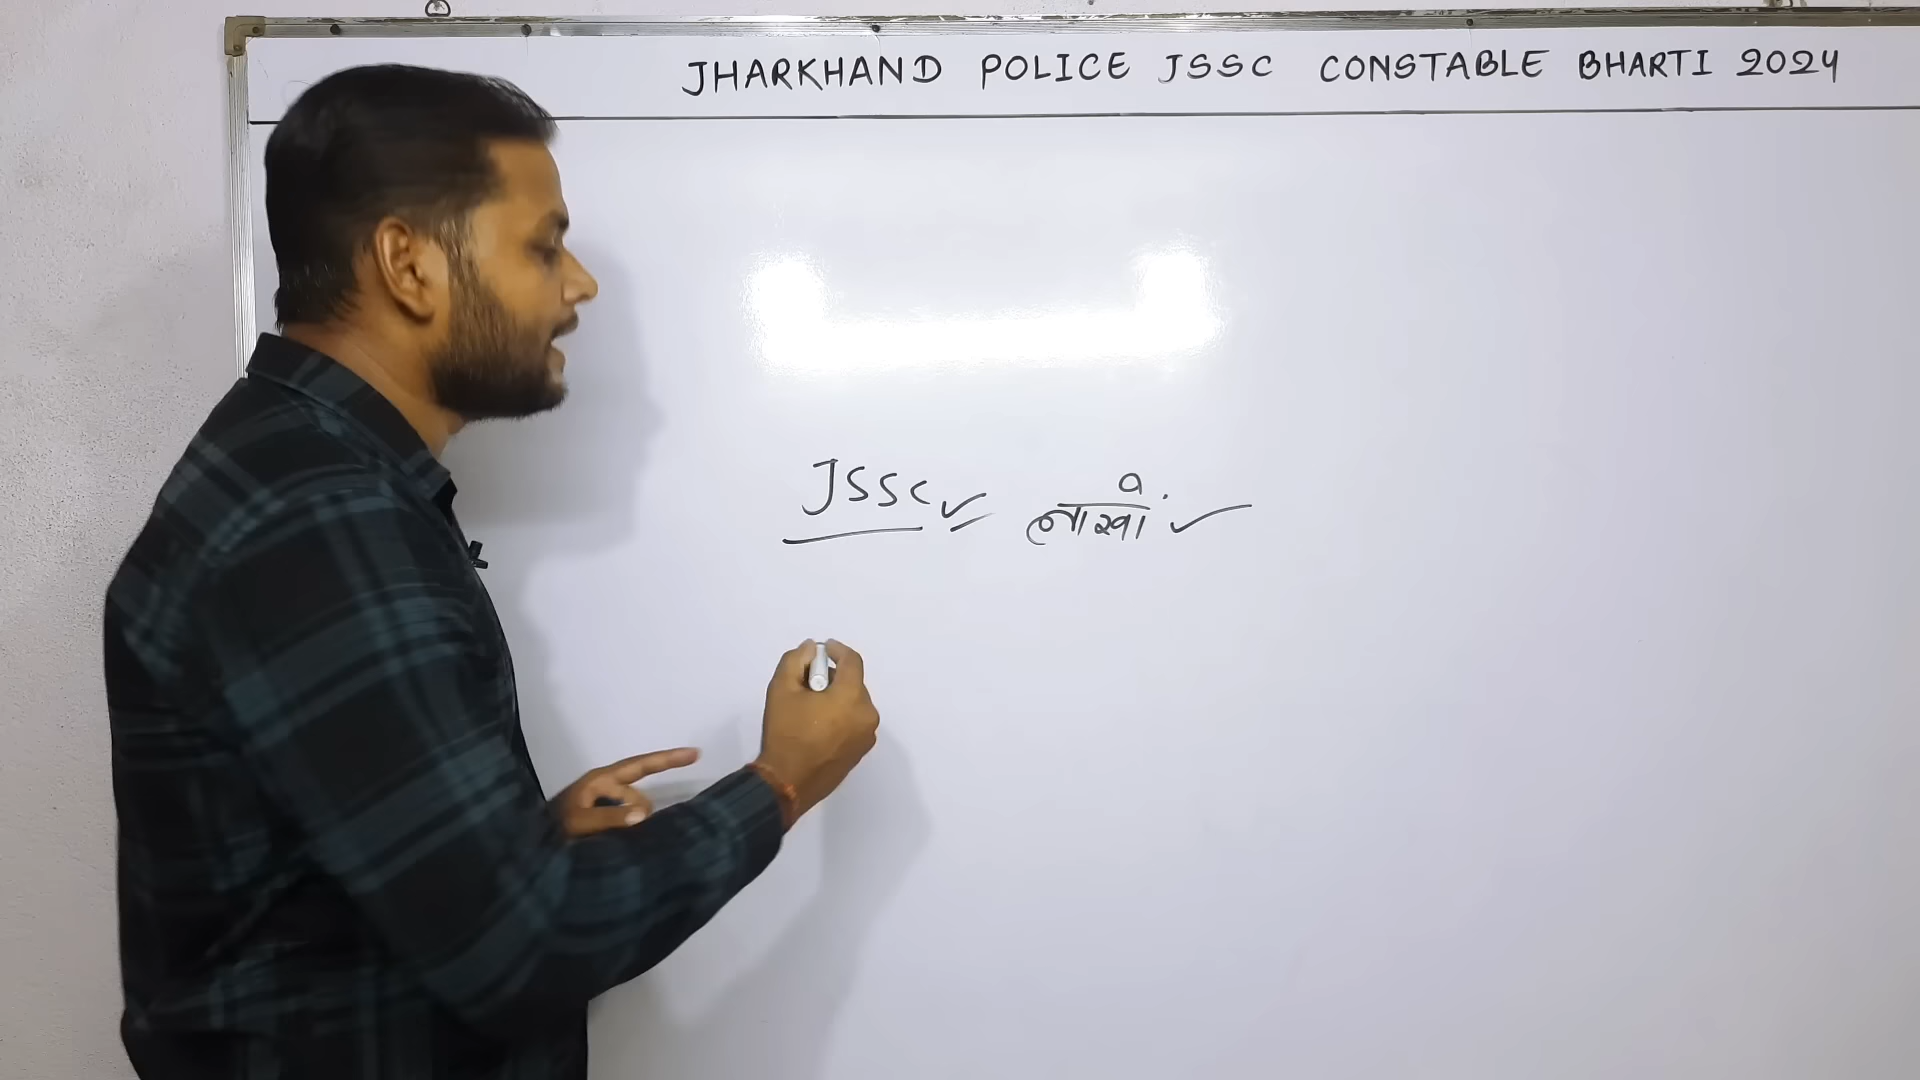 JHARKHAND POLICE JSSC CONSTABLE BHARTI 2024
JSSC लाखों